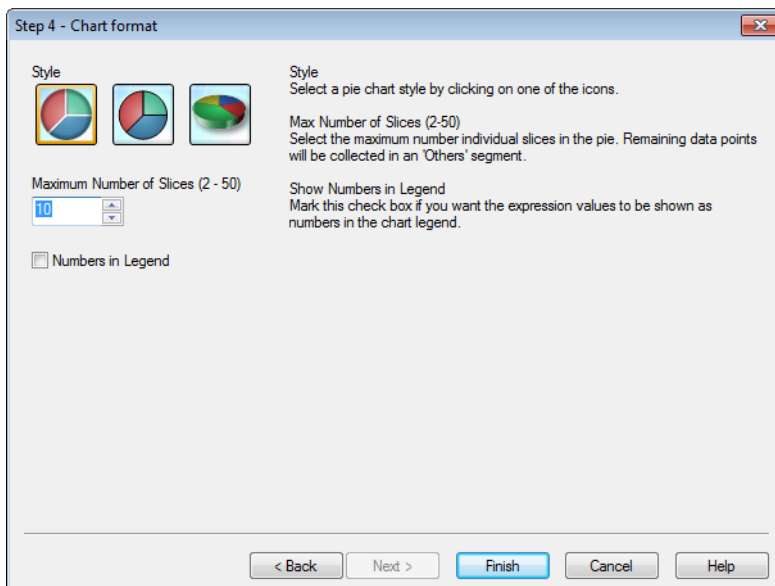 Step 4 - Chart format
Style
Maximum Number of Slices (2 - 50)
10
Numbers in Legend
Style
Select a pie chart style by clicking on one of the icons.
Max Number of Slices (2-50)
Select the maximum number individual slices in the pie. Remaining data points
will be collected in an 'Others' segment.
Show Numbers in Legend
Mark this check box if you want the expression values to be shown as
numbers in the chart legend.
< Back
Next >
Finish
Cancel
Help